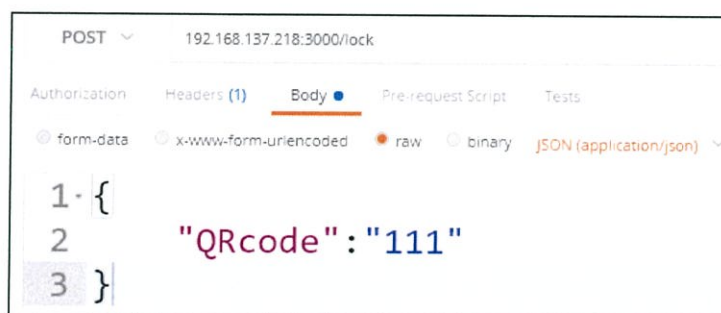 POST 192.168.137.218:3000/lock
Authorization Headers (1) Body Pre-request Script Tests
form-data x-www-form-urlencoded raw binary JSON (application/json)
1 {
2 "QRcode":"111"
3 }